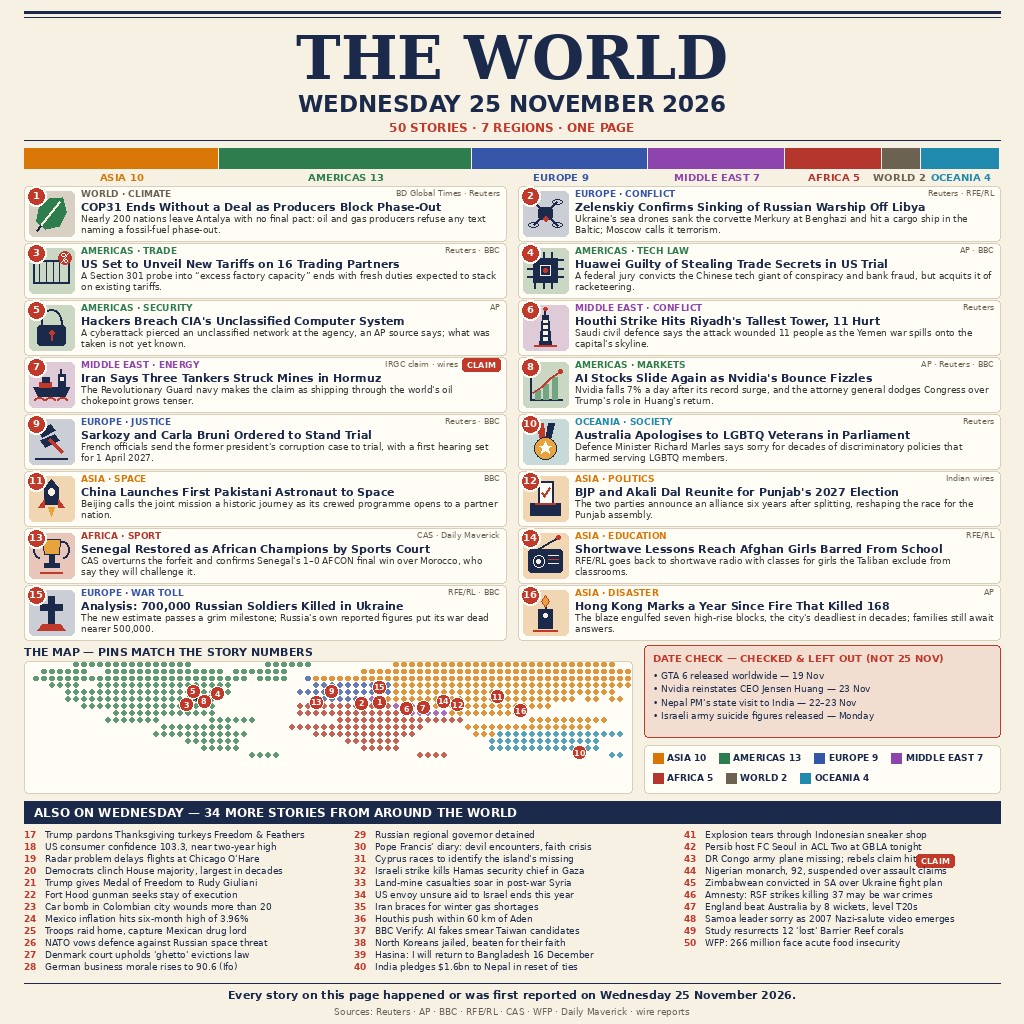 THE WORLD
WEDNESDAY 25 NOVEMBER 2026
50 STORIES · 7 REGIONS · ONE PAGE
ASIA 10
AMERICAS 13
EUROPE 9
MIDDLE EAST 7
AFRICA 5
WORLD 2
OCEANIA 4
1
WORLD · CLIMATE
BD Global Times · Reuters
COP31 Ends Without a Deal as Producers Block Phase-Out
Nearly 200 nations leave Antalya with no final pact: oil and gas producers refuse any text
naming a fossil-fuel phase-out.
2
EUROPE · CONFLICT
Reuters · RFE/RL
Zelenskiy Confirms Sinking of Russian Warship Off Libya
Ukraine's sea drones sank the corvette Merkury at Benghazi and hit a cargo ship in the
Baltic; Moscow calls it terrorism.
3
AMERICAS · TRADE
Reuters · BBC
US Set to Unveil New Tariffs on 16 Trading Partners
A Section 301 probe into “excess factory capacity” ends with fresh duties expected to stack
on existing tariffs.
4
AMERICAS · TECH LAW
AP · BBC
Huawei Guilty of Stealing Trade Secrets in US Trial
A federal jury convicts the Chinese tech giant of conspiracy and bank fraud, but acquits it of
racketeering.
5
AMERICAS · SECURITY
AP
Hackers Breach CIA's Unclassified Computer System
A cyberattack pierced an unclassified network at the agency, an AP source says; what was
taken is not yet known.
6
MIDDLE EAST · CONFLICT
Reuters
Houthi Strike Hits Riyadh's Tallest Tower, 11 Hurt
Saudi civil defence says the attack wounded 11 people as the Yemen war spills onto the
capital's skyline.
7
MIDDLE EAST · ENERGY
IRGC claim · wires
CLAIM
Iran Says Three Tankers Struck Mines in Hormuz
The Revolutionary Guard navy makes the claim as shipping through the world's oil
chokepoint grows tenser.
8
AMERICAS · MARKETS
AP · Reuters · BBC
AI Stocks Slide Again as Nvidia's Bounce Fizzles
Nvidia falls 7% a day after its record surge, and the attorney general dodges Congress over
Trump's role in Huang's return.
9
EUROPE · JUSTICE
Reuters · BBC
Sarkozy and Carla Bruni Ordered to Stand Trial
French officials send the former president's corruption case to trial, with a first hearing set
for 1 April 2027.
10
OCEANIA · SOCIETY
Reuters
Australia Apologises to LGBTQ Veterans in Parliament
Defence Minister Richard Marles says sorry for decades of discriminatory policies that
harmed serving LGBTQ members.
11
ASIA · SPACE
BBC
China Launches First Pakistani Astronaut to Space
Beijing calls the joint mission a historic journey as its crewed programme opens to a partner
nation.
12
ASIA · POLITICS
Indian wires
BJP and Akali Dal Reunite for Punjab's 2027 Election
The two parties announce an alliance six years after splitting, reshaping the race for the
Punjab assembly.
13
AFRICA · SPORT
CAS · Daily Maverick
Senegal Restored as African Champions by Sports Court
CAS overturns the forfeit and confirms Senegal's 1–0 AFCON final win over Morocco, who
say they will challenge it.
14
ASIA · EDUCATION
RFE/RL
Shortwave Lessons Reach Afghan Girls Barred From School
RFE/RL goes back to shortwave radio with classes for girls the Taliban exclude from
classrooms.
15
EUROPE · WAR TOLL
RFE/RL · BBC
Analysis: 700,000 Russian Soldiers Killed in Ukraine
The new estimate passes a grim milestone; Russia's own reported figures put its war dead
nearer 500,000.
16
ASIA · DISASTER
AP
Hong Kong Marks a Year Since Fire That Killed 168
The blaze engulfed seven high-rise blocks, the city's deadliest in decades; families still await
answers.
THE MAP — PINS MATCH THE STORY NUMBERS
5
4
3
8
9
15
13
2
1
6
7
14
12
11
16
10
DATE CHECK — CHECKED & LEFT OUT (NOT 25 NOV)
• GTA 6 released worldwide — 19 Nov
• Nvidia reinstates CEO Jensen Huang — 23 Nov
• Nepal PM's state visit to India — 22–23 Nov
• Israeli army suicide figures released — Monday
ASIA 10
AMERICAS 13
EUROPE 9
MIDDLE EAST 7
AFRICA 5
WORLD 2
OCEANIA 4
ALSO ON WEDNESDAY — 34 MORE STORIES FROM AROUND THE WORLD
17 Trump pardons Thanksgiving turkeys Freedom & Feathers
18 US consumer confidence 103.3, near two-year high
19 Radar problem delays flights at Chicago O'Hare
20 Democrats clinch House majority, largest in decades
21 Trump gives Medal of Freedom to Rudy Giuliani
22 Fort Hood gunman seeks stay of execution
23 Car bomb in Colombian city wounds more than 20
24 Mexico inflation hits six-month high of 3.96%
25 Troops raid home, capture Mexican drug lord
26 NATO vows defence against Russian space threat
27 Denmark court upholds 'ghetto' evictions law
28 German business morale rises to 90.6 (Ifo)
29 Russian regional governor detained
30 Pope Francis' diary: devil encounters, faith crisis
31 Cyprus races to identify the island's missing
32 Israeli strike kills Hamas security chief in Gaza
33 Land-mine casualties soar in post-war Syria
34 US envoy unsure aid to Israel ends this year
35 Iran braces for winter gas shortages
36 Houthis push within 60 km of Aden
37 BBC Verify: AI fakes smear Taiwan candidates
38 North Koreans jailed, beaten for their faith
39 Hasina: I will return to Bangladesh 16 December
40 India pledges $1.6bn to Nepal in reset of ties
41 Explosion tears through Indonesian sneaker shop
42 Persib host FC Seoul in ACL Two at GBLA tonight
43 DR Congo army plane missing; rebels claim hit CLAIM
44 Nigerian monarch, 92, suspended over assault claims
45 Zimbabwean convicted in SA over Ukraine fight plan
46 Amnesty: RSF strikes killing 37 may be war crimes
47 England beat Australia by 8 wickets, level T20s
48 Samoa leader sorry as 2007 Nazi-salute video emerges
49 Study resurrects 12 'lost' Barrier Reef corals
50 WFP: 266 million face acute food insecurity
Every story on this page happened or was first reported on Wednesday 25 November 2026.
Sources: Reuters · AP · BBC · RFE/RL · CAS · WFP · Daily Maverick · wire reports